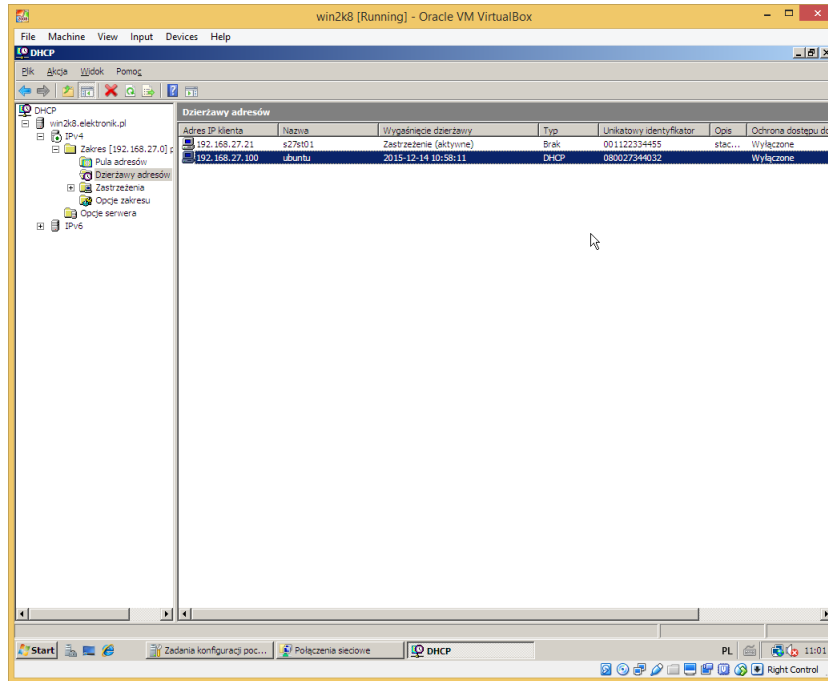 win2k8 [Running] - Oracle VM VirtualBox
File Machine View Input Devices Help
DHCP
Plik Akcja Widok Pomoc
DHCP
win2k8.elektronik.pl
IPv4
Zakres [192.168.27.0] p
Pula adresów
Dzierżawy adresów
Zastrzeżenia
Opcje zakresu
Opcje serwera
IPv6
Dzierżawy adresów
Adres IP klienta Nazwa Wygaśnięcie dzierżawy Typ Unikatowy identyfikator Opis Ochrona dostępu do
192.168.27.21 s27st01 Zastrzeżenie (aktywne) Brak 001122334455 stac... Wyłączone
192.168.27.100 ubuntu 2015-12-14 10:58:11 DHCP 080027344032 Wyłączone
Start Zadania konfiguracji poc... Połączenia sieciowe DHCP PL 11:01
Right Control